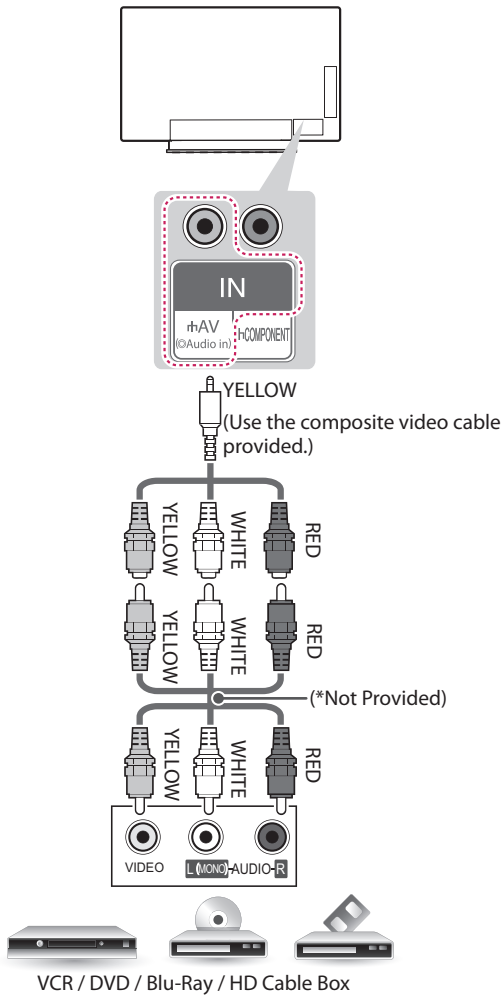 IN
AV
(Audio in)
COMPONENT
YELLOW
(Use the composite video cable
provided.)
YELLOW
WHITE
RED
YELLOW
WHITE
RED
(*Not Provided)
YELLOW
WHITE
RED
VIDEO L(MONO)-AUDIO-R
VCR / DVD / Blu-Ray / HD Cable Box